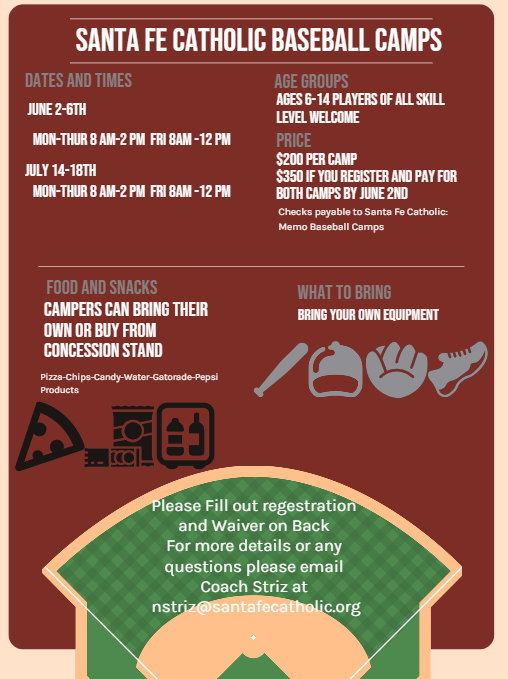 SANTA FE CATHOLIC BASEBALL CAMPS
DATES AND TIMES
JUNE 2-6TH
MON-THUR 8 AM-2 PM FRI 8AM -12 PM
JULY 14-18TH
MON-THUR 8 AM-2 PM FRI 8AM -12 PM
AGE GROUPS
AGES 6-14 PLAYERS OF ALL SKILL
LEVEL WELCOME
PRICE
$200 PER CAMP
$350 IF YOU REGISTER AND PAY FOR
BOTH CAMPS BY JUNE 2ND
Checks payable to Santa Fe Catholic:
Memo Baseball Camps
FOOD AND SNACKS
CAMPERS CAN BRING THEIR
OWN OR BUY FROM
CONCESSION STAND
Pizza-Chips-Candy-Water-Gatorade-Pepsi
Products
WHAT TO BRING
BRING YOUR OWN EQUIPMENT
Please Fill out regestration
and Waiver on Back
For more details or any
questions please email
Coach Striz at
nstriz@santafecatholic.org